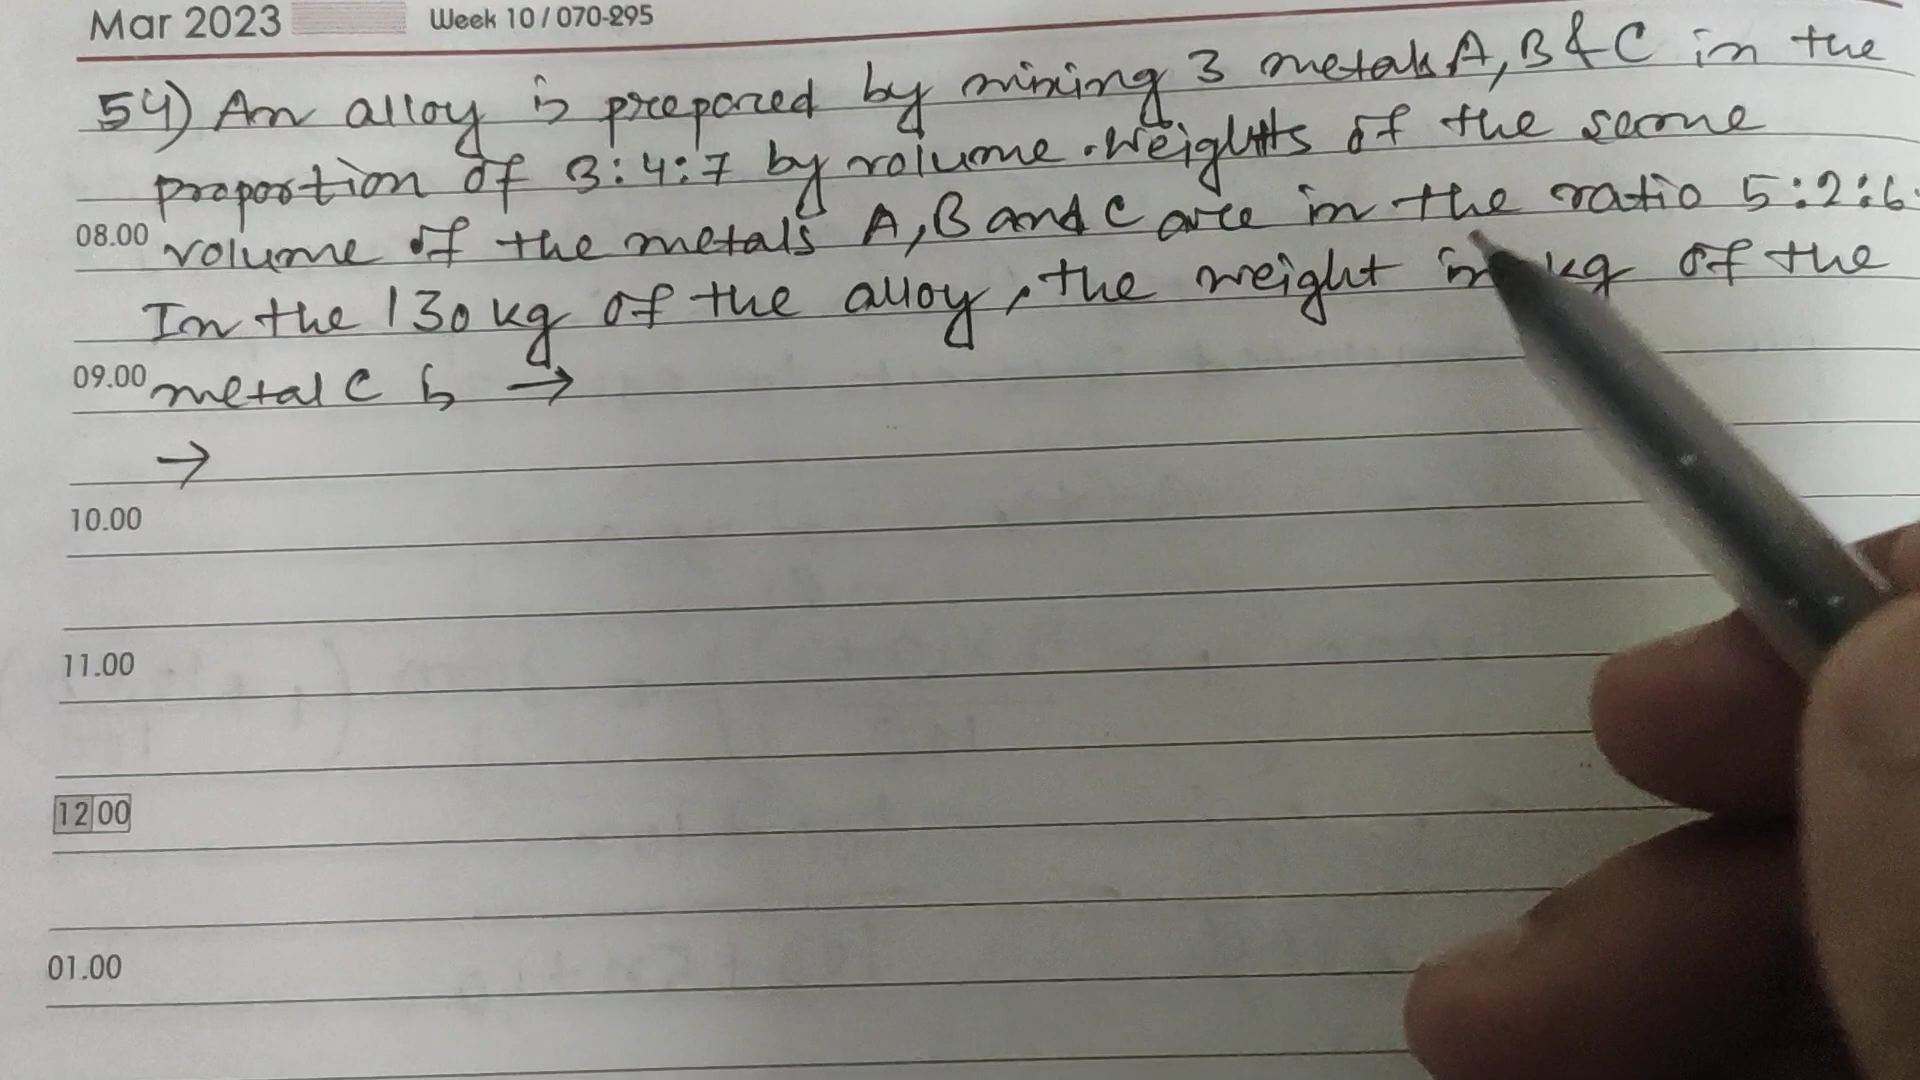 Mar 2023 Week 10/070-295
54) An alloy is prepared by mixing 3 metals A, B & C in the
proportion of 3:4:7 by volume. Weights of the same
08.00 volume of the metals A, B and C are in the ratio 5:2:6.
In the 130 kg of the alloy, the weight in kg of the
09.00 metal C is →
→
10.00
11.00
12 00
01.00